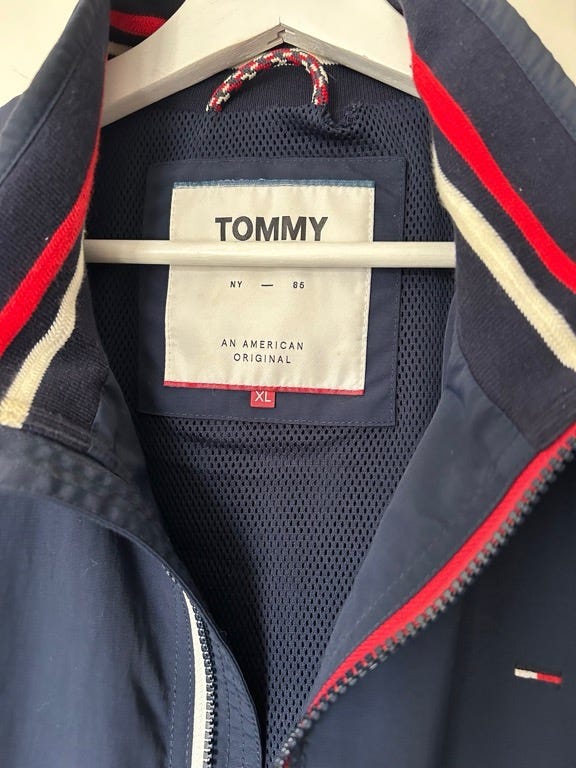 TOMMY
NY — 85
AN AMERICAN
ORIGINAL
XL